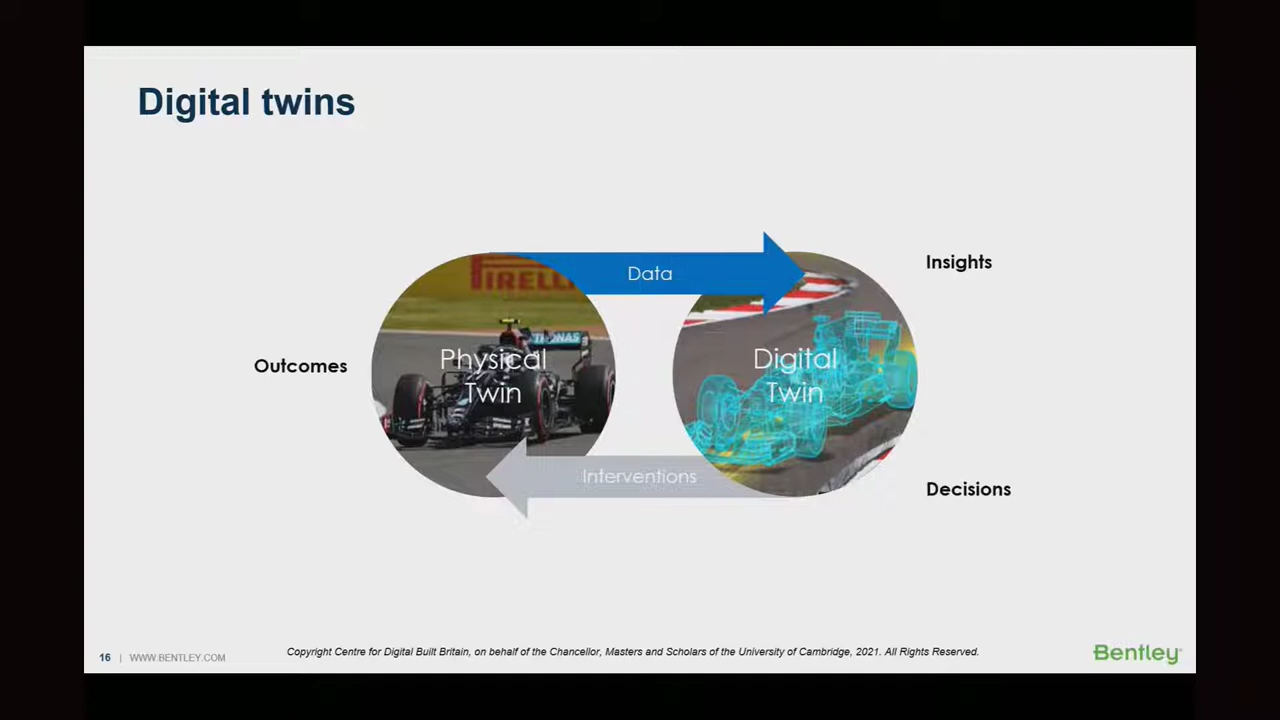 Digital twins
PIRELL
Data
Insights
PETRONAS
Physical
Twin
Digital
Twin
Outcomes
Interventions
Decisions
16 | WWW.BENTLEY.COM
Copyright Centre for Digital Built Britain, on behalf of the Chancellor, Masters and Scholars of the University of Cambridge, 2021. All Rights Reserved.
Bentley